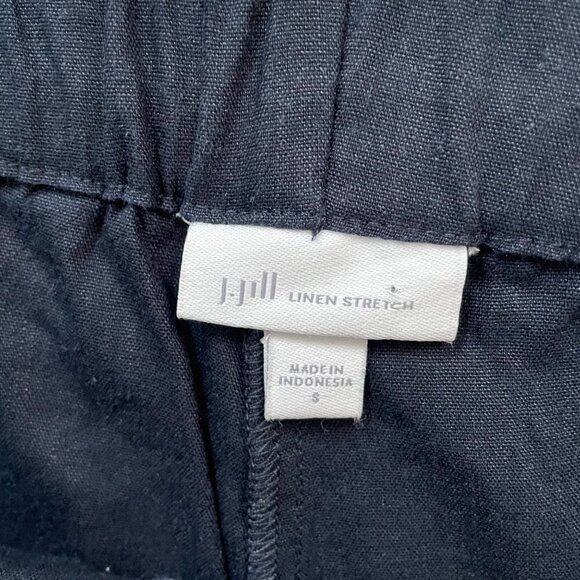 J.Jill LINEN STRETCH
MADE IN
INDONESIA
S